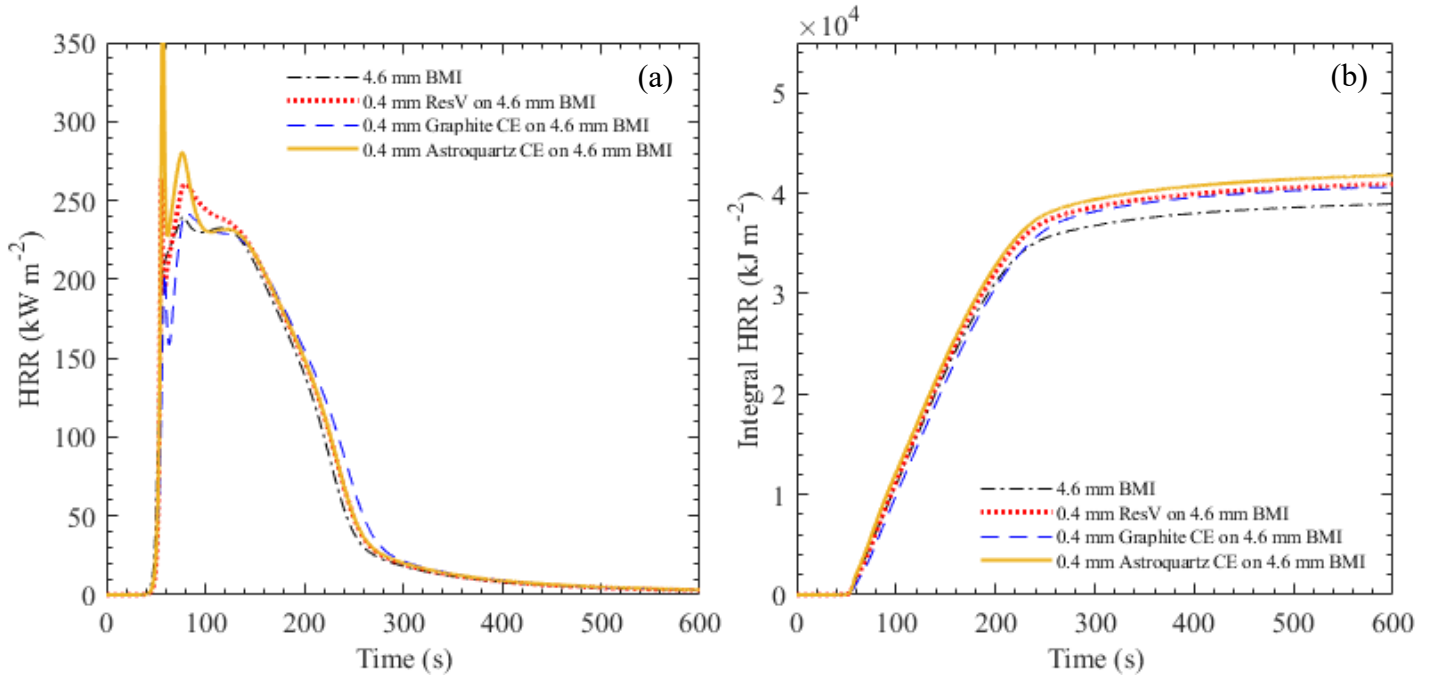 (a)
4.6 mm BMI
0.4 mm ResV on 4.6 mm BMI
0.4 mm Graphite CE on 4.6 mm BMI
0.4 mm Astroquartz CE on 4.6 mm BMI
350
300
250
200
150
100
50
0
HRR (kW m⁻²)
0 100 200 300 400 500 600
Time (s)
×10⁴
(b)
5
4
3
2
1
0
Integral HRR (kJ m⁻²)
4.6 mm BMI
0.4 mm ResV on 4.6 mm BMI
0.4 mm Graphite CE on 4.6 mm BMI
0.4 mm Astroquartz CE on 4.6 mm BMI
0 100 200 300 400 500 600
Time (s)